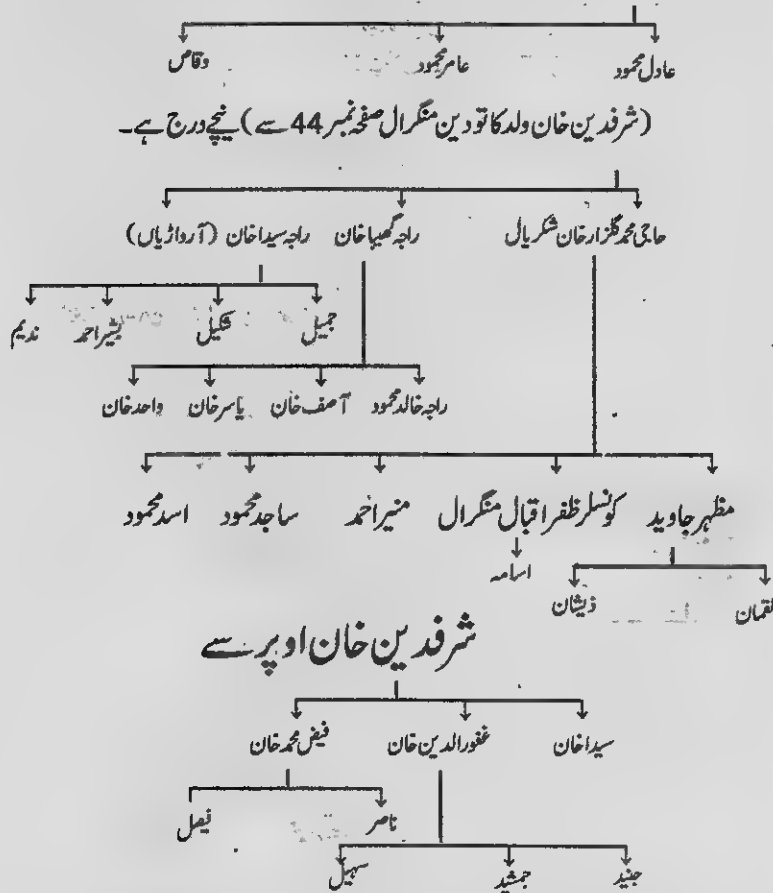 عادل محمود عامر محمود وقاص
(شرفدین خان ولد کاتو دین منگرال صفحہ نمبر 44 سے) نیچے درج ہے۔
حاجی محمد گلزار خان شکریال راجہ گھیبا خان راجہ سیدا خان (آرواڑیاں)
جمیل شکیل بشیر احمد ندیم
راجہ خالد محمود آصف خان یاسر خان واحد خان
مظہر جاوید کونسلر ظفر اقبال منگرال منیر احمد ساجد محمود اسد محمود
اسامہ
لقمان ذیشان
شرفدین خان اوپر سے
سیدا خان غفور الدین خان فیض محمد خان
ناصر فیصل
جنید جمشید سہیل